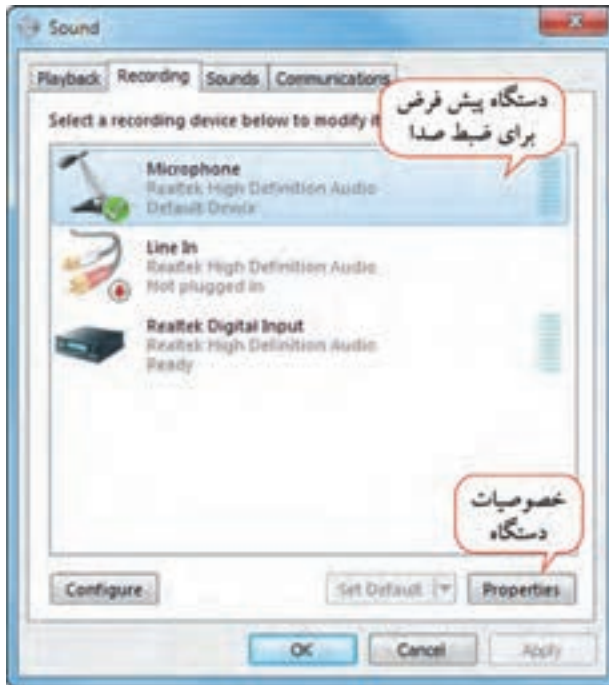 Sound
Playback Recording Sounds Communications
Select a recording device below to modify it
دستگاه پیش فرض
برای ضبط صدا
Microphone
Realtek High Definition Audio
Default Device
Line In
Realtek High Definition Audio
Not plugged in
Realtek Digital Input
Realtek High Definition Audio
Ready
خصوصیات
دستگاه
Configure Set Default Properties
OK Cancel Apply